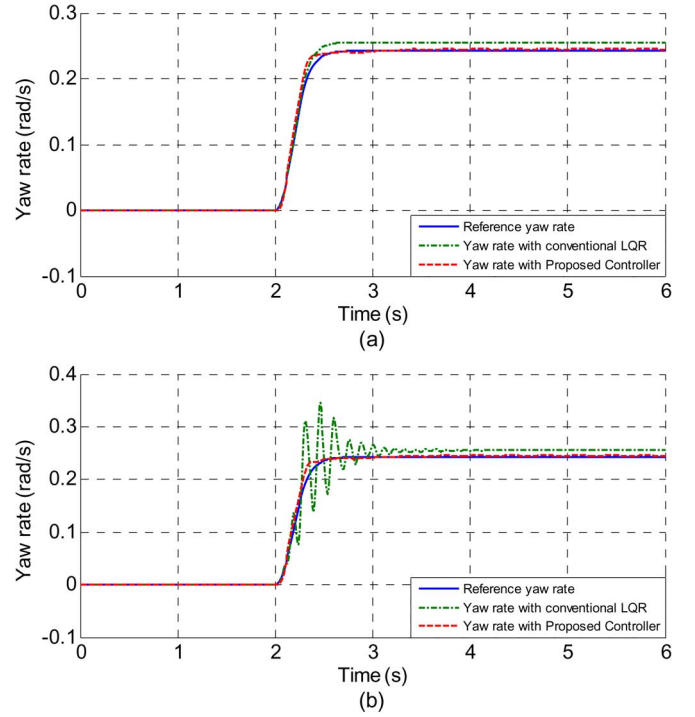 0.3
0.2
0.1
0
-0.1
Yaw rate (rad/s)
Reference yaw rate
Yaw rate with conventional LQR
Yaw rate with Proposed Controller
0 1 2 3 4 5 6
Time (s)
(a)
0.4
0.3
0.2
0.1
0
-0.1
Yaw rate (rad/s)
Reference yaw rate
Yaw rate with conventional LQR
Yaw rate with Proposed Controller
0 1 2 3 4 5 6
Time (s)
(b)